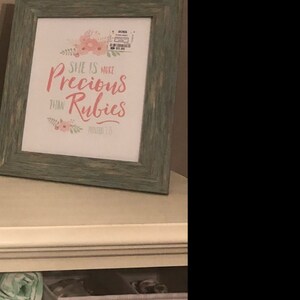 SHE IS MORE
Precious
THAN
Rubies